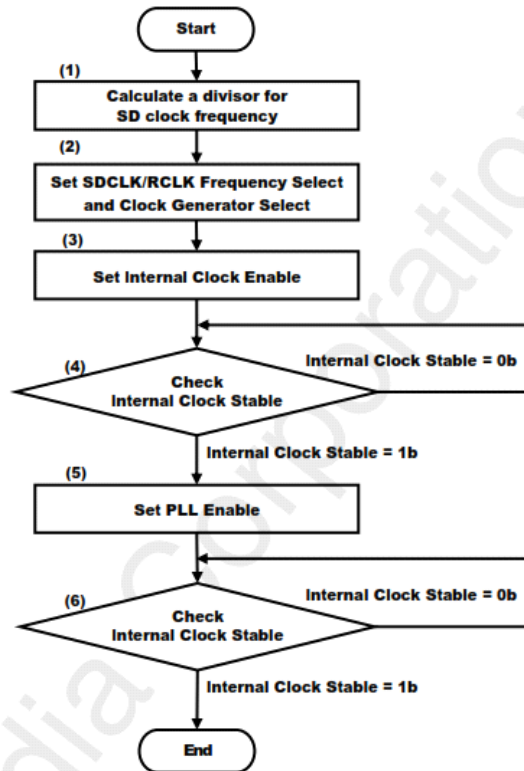 Start
(1)
Calculate a divisor for
SD clock frequency
(2)
Set SDCLK/RCLK Frequency Select
and Clock Generator Select
(3)
Set Internal Clock Enable
Internal Clock Stable = 0b
(4)
Check
Internal Clock Stable
Internal Clock Stable = 1b
(5)
Set PLL Enable
Internal Clock Stable = 0b
(6)
Check
Internal Clock Stable
Internal Clock Stable = 1b
End
dia Corporation